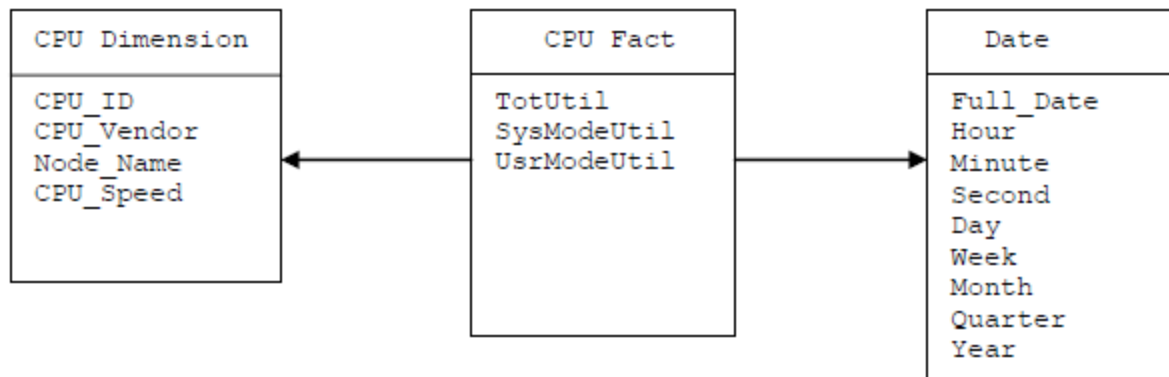 CPU Dimension
CPU_ID
CPU_Vendor
Node_Name
CPU_Speed
CPU Fact
TotUtil
SysModeUtil
UsrModeUtil
Date
Full_Date
Hour
Minute
Second
Day
Week
Month
Quarter
Year